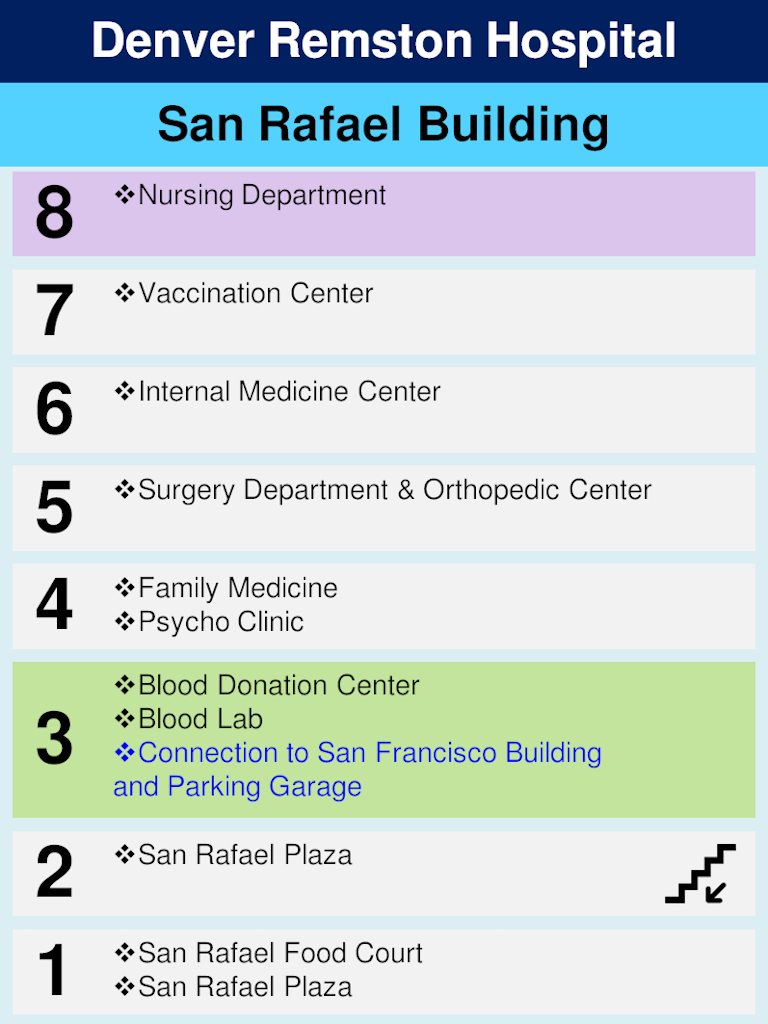 Denver Remston Hospital
San Rafael Building
8
❖Nursing Department
7
❖Vaccination Center
6
❖Internal Medicine Center
5
❖Surgery Department & Orthopedic Center
4
❖Family Medicine
❖Psycho Clinic
3
❖Blood Donation Center
❖Blood Lab
❖Connection to San Francisco Building
and Parking Garage
2
❖San Rafael Plaza
1
❖San Rafael Food Court
❖San Rafael Plaza